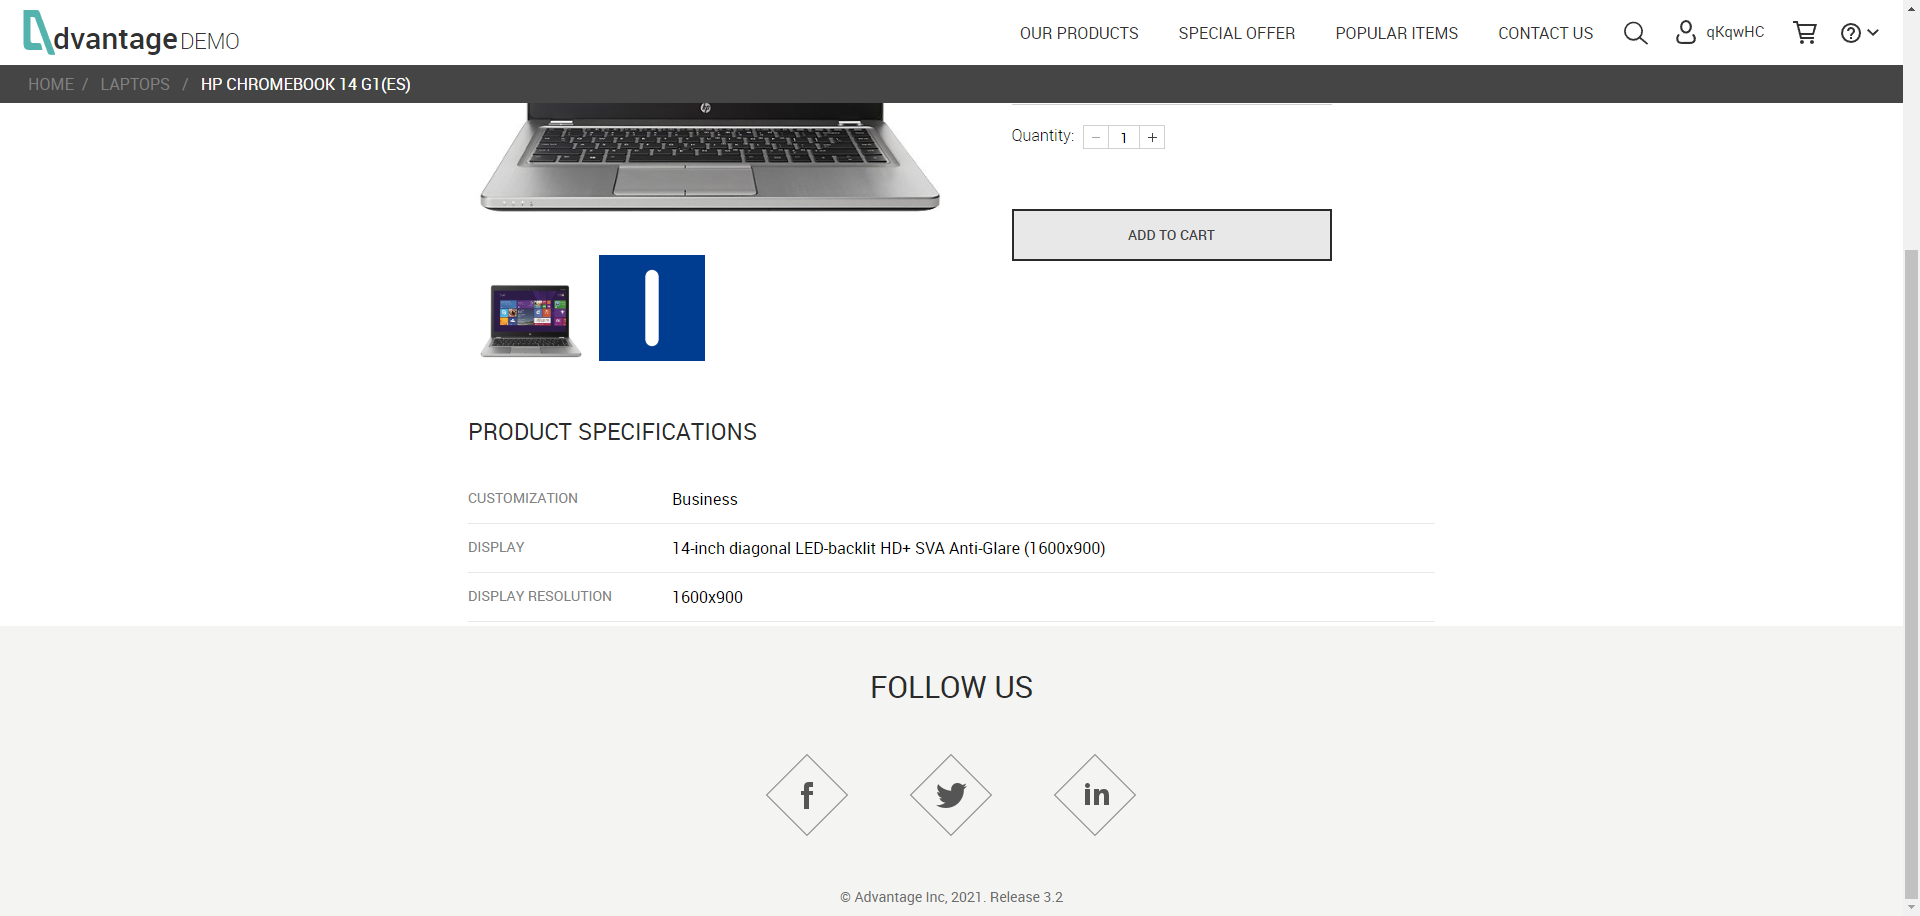 dvantage DEMO
OUR PRODUCTS
SPECIAL OFFER
POPULAR ITEMS
CONTACT US
qKqwHC
?
HOME / LAPTOPS / HP CHROMEBOOK 14 G1(ES)
hp
Quantity: − 1 +
ADD TO CART
PRODUCT SPECIFICATIONS
CUSTOMIZATION Business
DISPLAY 14-inch diagonal LED-backlit HD+ SVA Anti-Glare (1600x900)
DISPLAY RESOLUTION 1600x900
FOLLOW US
f
in
© Advantage Inc, 2021. Release 3.2